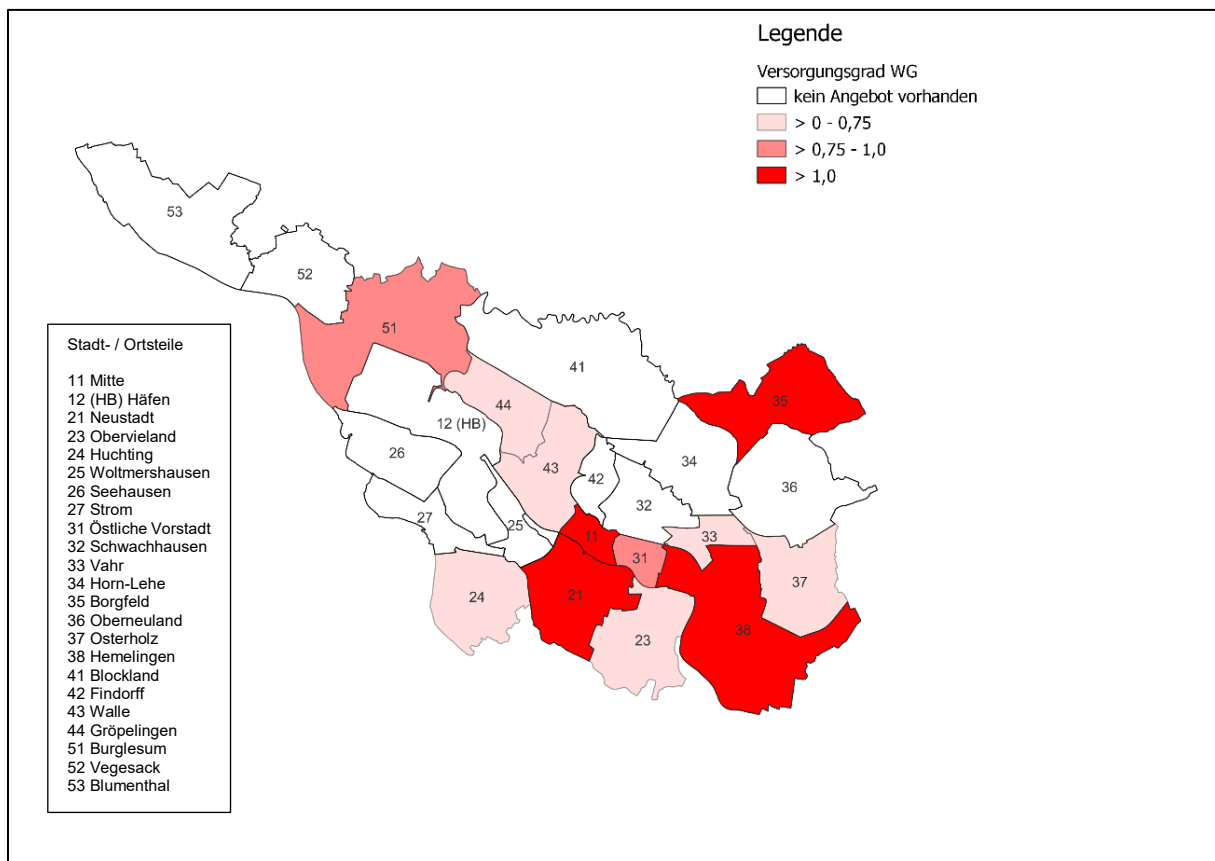 Legende
Versorgungsgrad WG
kein Angebot vorhanden
> 0 - 0,75
> 0,75 - 1,0
> 1,0
53
52
51
41
35
44
12 (HB)
43
42
34
36
26
32
27
25
11
31
33
37
24
21
23
38
Stadt- / Ortsteile
11 Mitte
12 (HB) Häfen
21 Neustadt
23 Obervieland
24 Huchting
25 Woltmershausen
26 Seehausen
27 Strom
31 Östliche Vorstadt
32 Schwachhausen
33 Vahr
34 Horn-Lehe
35 Borgfeld
36 Oberneuland
37 Osterholz
38 Hemelingen
41 Blockland
42 Findorff
43 Walle
44 Gröpelingen
51 Burglesum
52 Vegesack
53 Blumenthal